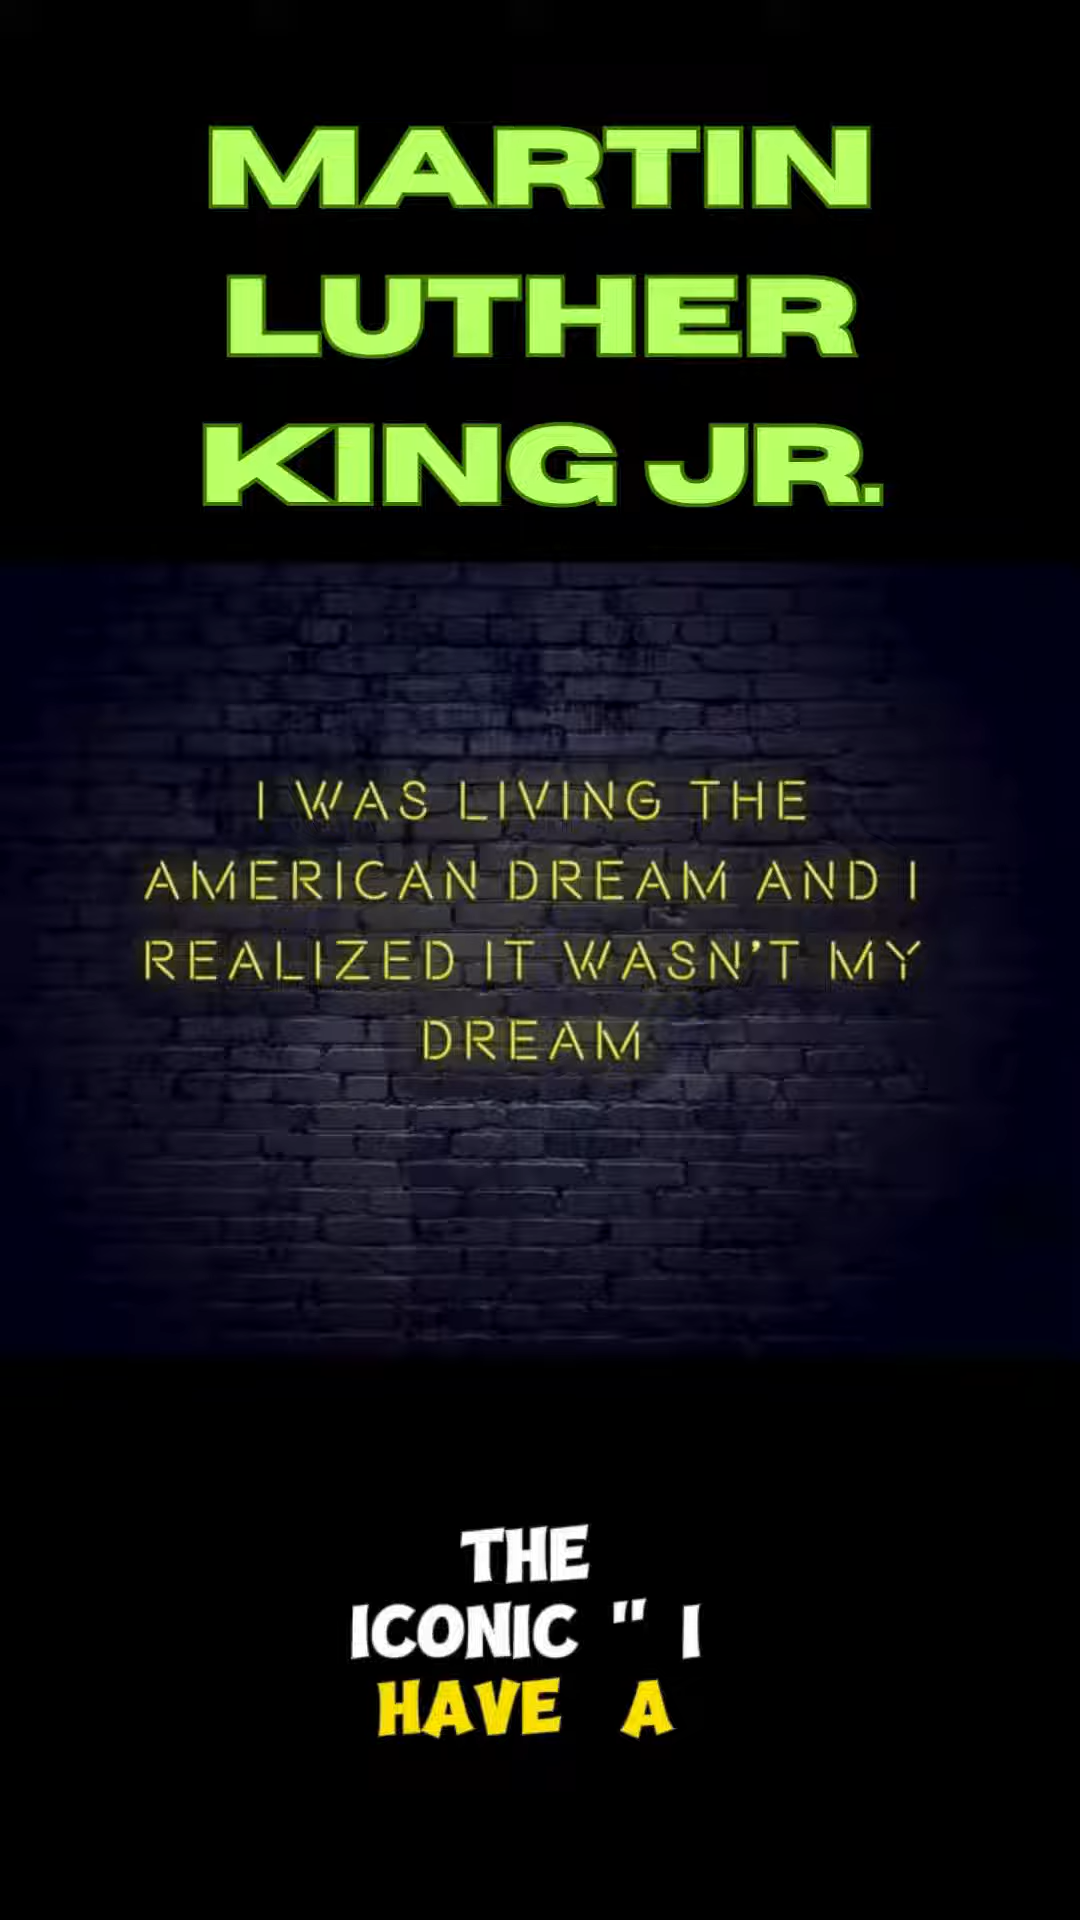 MARTIN
LUTHER
KING JR.
I WAS LIVING THE
AMERICAN DREAM AND I
REALIZED IT WASN'T MY
DREAM
THE
ICONIC " I
HAVE A